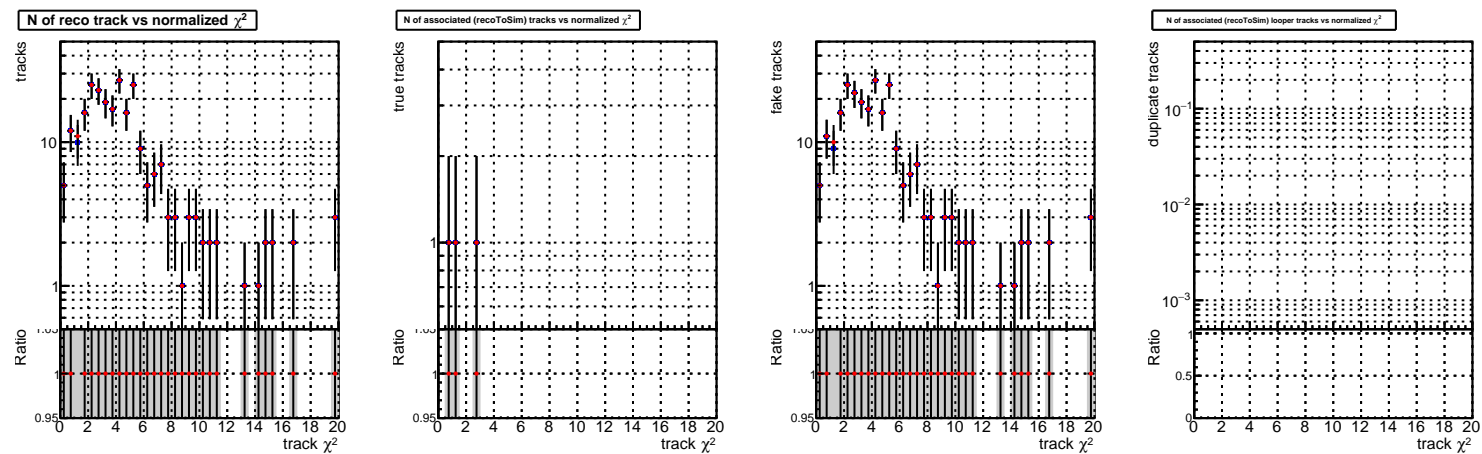 N of reco track vs normalized χ²
tracks
10
1
Ratio
1.05
1
0.95
0 2 4 6 8 10 12 14 16 18 20
track χ²
N of associated (recoToSim) tracks vs normalized χ²
true tracks
1
Ratio
1.05
1
0.95
0 2 4 6 8 10 12 14 16 18 20
track χ²
fake tracks
10
1
Ratio
1.05
1
0.95
0 2 4 6 8 10 12 14 16 18 20
track χ²
N of associated (recoToSim) looper tracks vs normalized χ²
duplicate tracks
10⁻¹
10⁻²
10⁻³
Ratio
1
0.5
0
0 2 4 6 8 10 12 14 16 18 20
track χ²